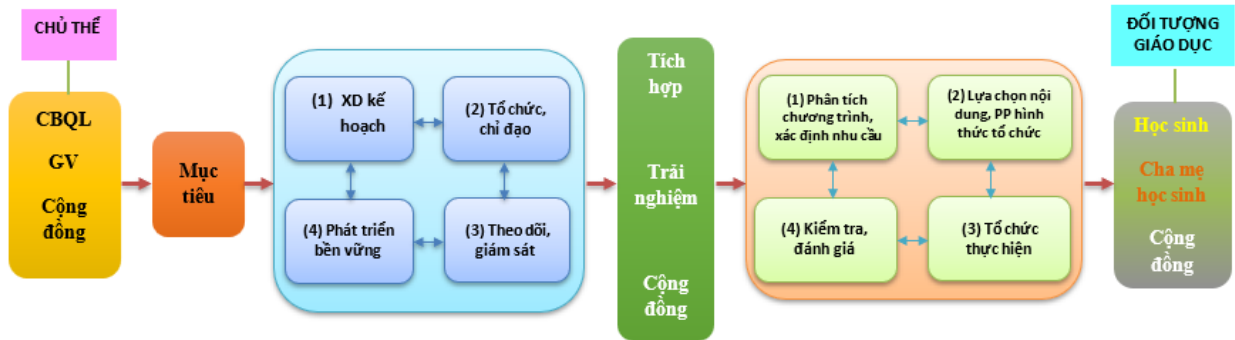 CHỦ THỂ
CBQL
GV
Cộng
đồng
Mục
tiêu
(1) XD kế
hoạch
(2) Tổ chức,
chỉ đạo
(4) Phát triển
bền vững
(3) Theo dõi,
giám sát
Tích
hợp
Trải
nghiệm
Cộng
đồng
(1) Phân tích
chương trình,
xác định nhu cầu
(2) Lựa chọn nội
dung, PP hình
thức tổ chức
(4) Kiểm tra,
đánh giá
(3) Tổ chức
thực hiện
ĐỐI TƯỢNG
GIÁO DỤC
Học sinh
Cha mẹ
học sinh
Cộng
đồng